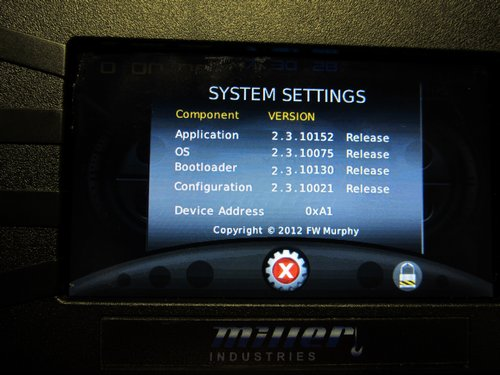 SYSTEM SETTINGS
Component VERSION
Application 2.3.10152 Release
OS 2.3.10075 Release
Bootloader 2.3.10130 Release
Configuration 2.3.10021 Release
Device Address 0xA1
Copyright © 2012 FW Murphy
miller
INDUSTRIES